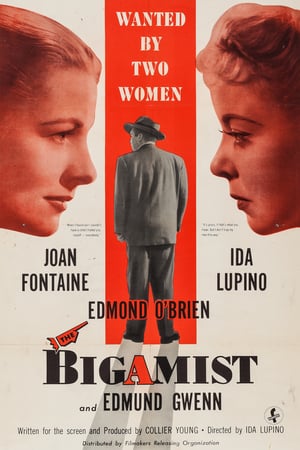 WANTED
BY
TWO
WOMEN
JOAN
FONTAINE
IDA
LUPINO
EDMOND O'BRIEN
THE
BIGAMIST
and EDMUND GWENN
Written for the screen and Produced by COLLIER YOUNG - Directed by IDA LUPINO
Distributed by Filmakers Releasing Organization